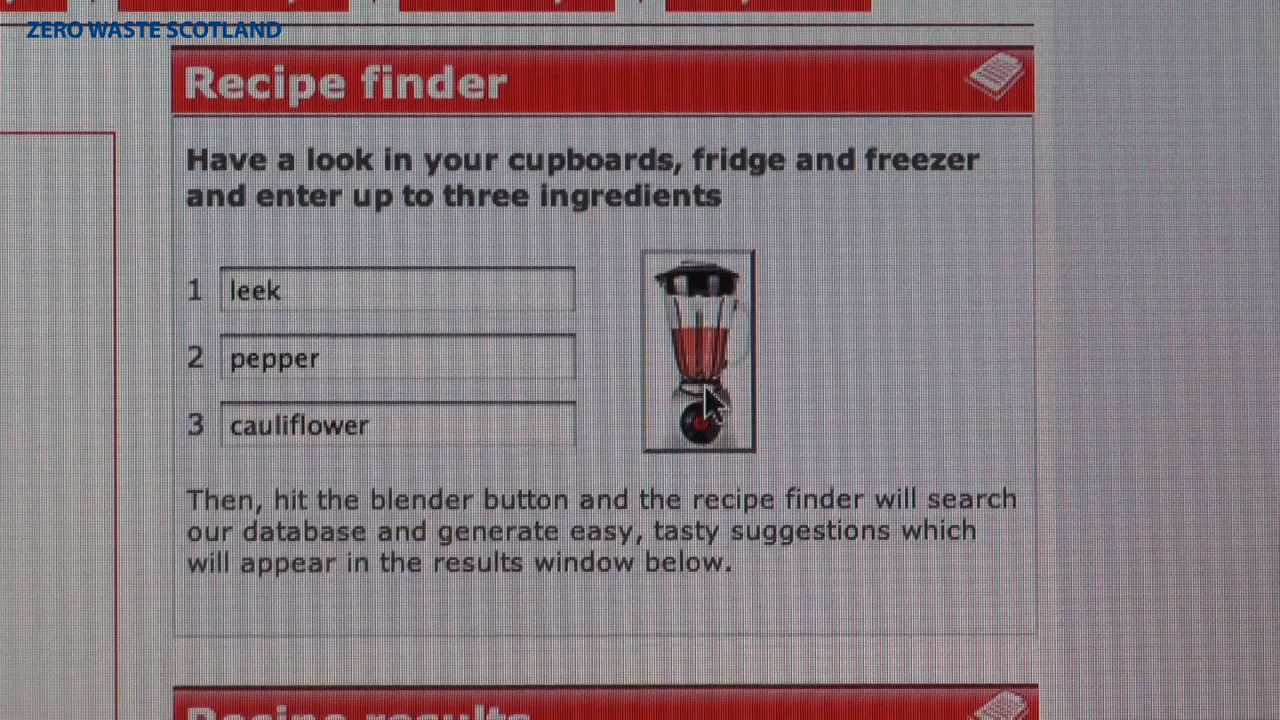 ZERO WASTE SCOTLAND
Recipe finder
Have a look in your cupboards, fridge and freezer
and enter up to three ingredients
1 leek
2 pepper
3 cauliflower
Then, hit the blender button and the recipe finder will search
our database and generate easy, tasty suggestions which
will appear in the results window below.
Recipe results